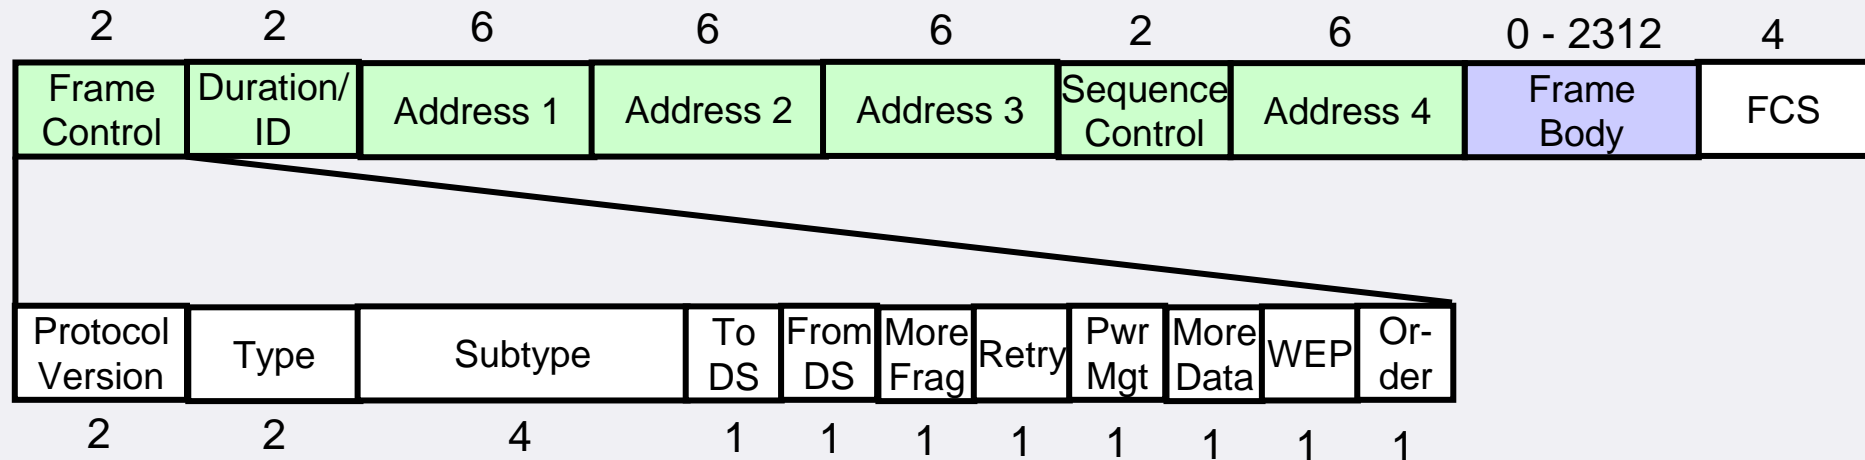 2 2 6 6 6 2 6 0 - 2312 4
Frame Control
Duration/ ID
Address 1
Address 2
Address 3
Sequence Control
Address 4
Frame Body
FCS
Protocol Version
Type
Subtype
To DS
From DS
More Frag
Retry
Pwr Mgt
More Data
WEP
Or- der
2 2 4 1 1 1 1 1 1 1 1